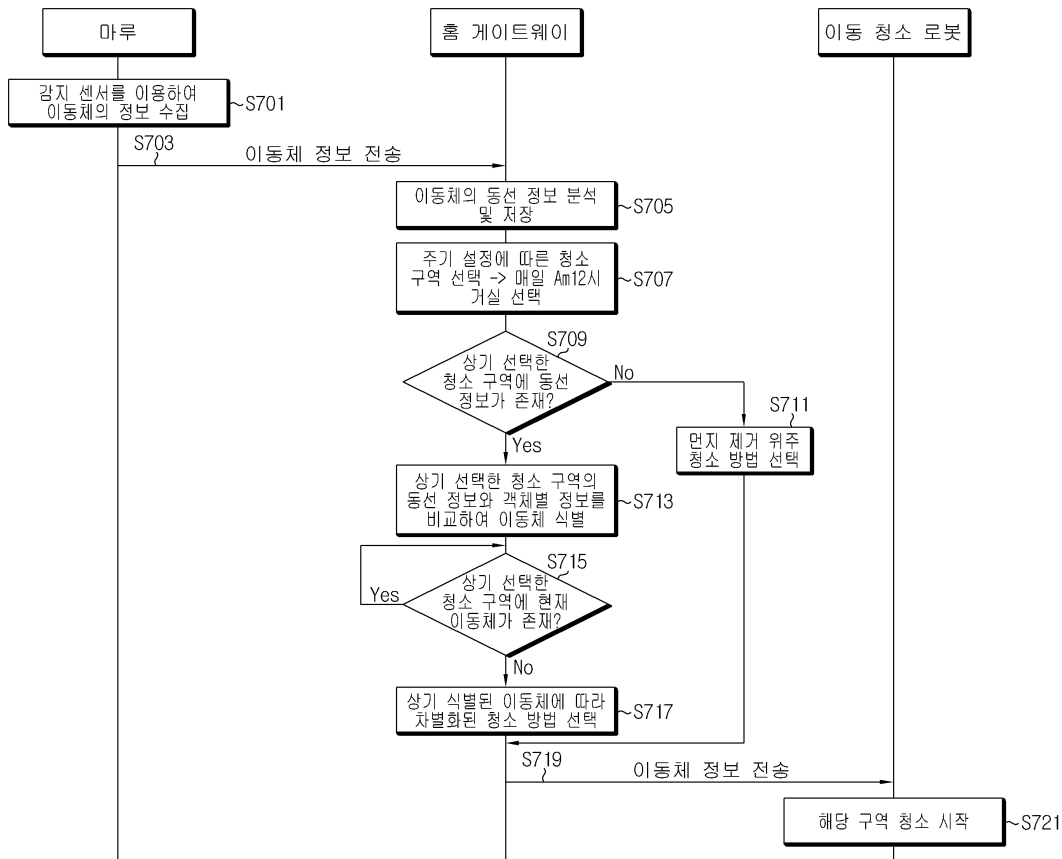 마루
홈 게이트웨이
이동 청소 로봇
감지 센서를 이용하여
이동체의 정보 수집
S701
S703
이동체 정보 전송
이동체의 동선 정보 분석
및 저장
S705
주기 설정에 따른 청소
구역 선택 -> 매일 Am12시
거실 선택
S707
S709
상기 선택한
청소 구역에 동선
정보가 존재?
No
Yes
S711
먼지 제거 위주
청소 방법 선택
상기 선택한 청소 구역의
동선 정보와 객체별 정보를
비교하여 이동체 식별
S713
S715
상기 선택한
청소 구역에 현재
이동체가 존재?
Yes
No
상기 식별된 이동체에 따라
차별화된 청소 방법 선택
S717
S719
이동체 정보 전송
해당 구역 청소 시작
S721